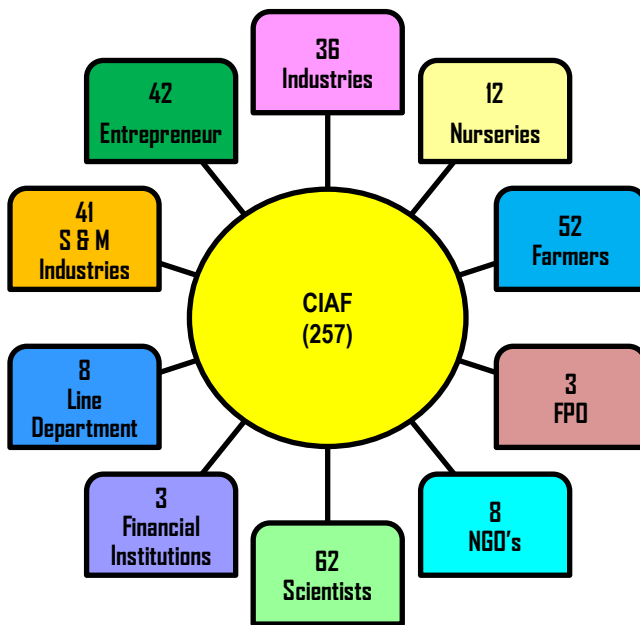 36
Industries
12
Nurseries
52
Farmers
3
FPO
8
NGO's
62
Scientists
3
Financial
Institutions
8
Line
Department
41
S & M
Industries
42
Entrepreneur
CIAF
(257)